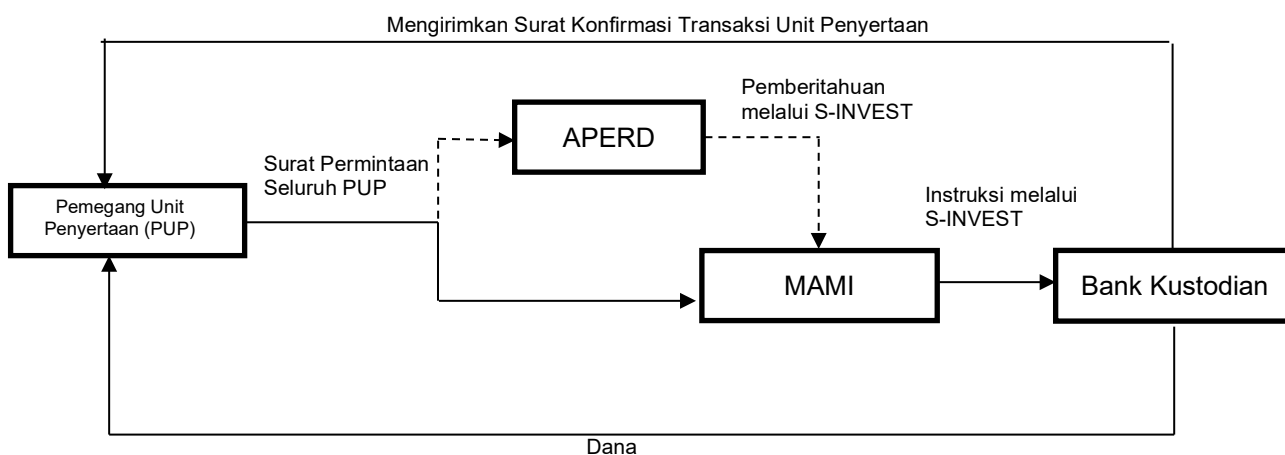 Mengirimkan Surat Konfirmasi Transaksi Unit Penyertaan
Pemberitahuan
melalui S-INVEST
APERD
Surat Permintaan
Seluruh PUP
Pemegang Unit
Penyertaan (PUP)
Instruksi melalui
S-INVEST
MAMI
Bank Kustodian
Dana